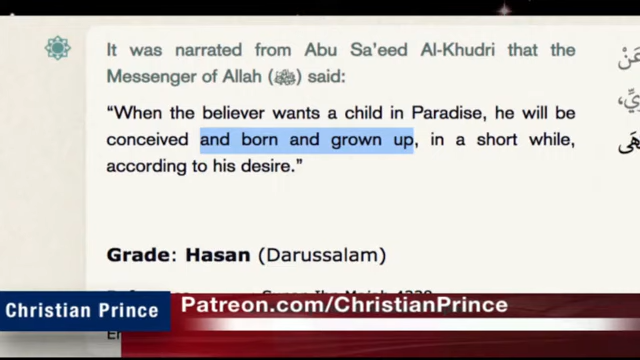 It was narrated from Abu Sa'eed Al-Khudri that the
Messenger of Allah (ﷺ) said:
"When the believer wants a child in Paradise, he will be
conceived and born and grown up, in a short while,
according to his desire."
Grade: Hasan (Darussalam)
Christian Prince
Patreon.com/ChristianPrince